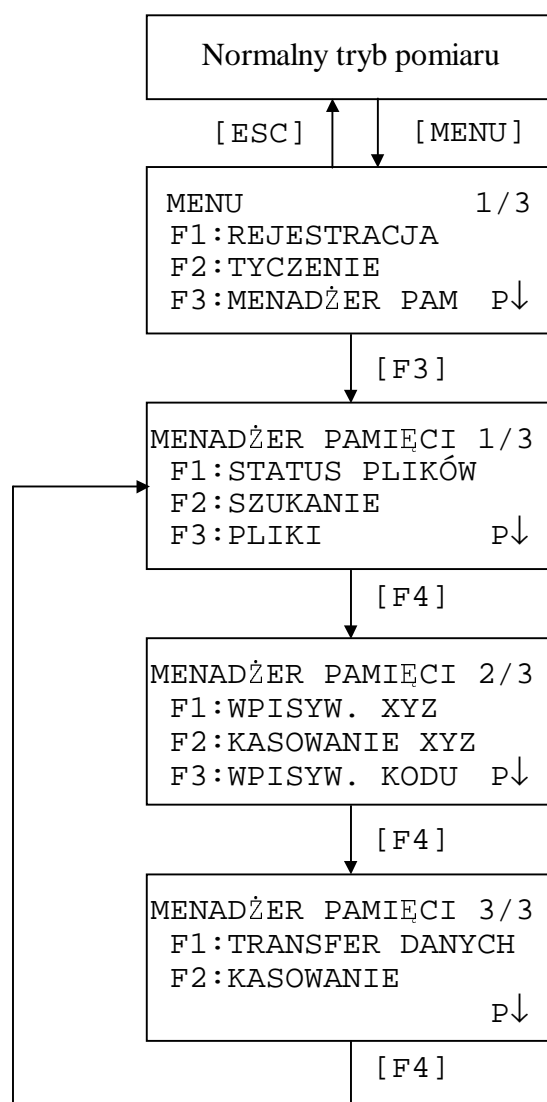 Normalny tryb pomiaru
[ESC] [MENU]
MENU 1/3
F1:REJESTRACJA
F2:TYCZENIE
F3:MENADŻER PAM P↓
[F3]
MENADŻER PAMIĘCI 1/3
F1:STATUS PLIKÓW
F2:SZUKANIE
F3:PLIKI P↓
[F4]
MENADŻER PAMIĘCI 2/3
F1:WPISYW. XYZ
F2:KASOWANIE XYZ
F3:WPISYW. KODU P↓
[F4]
MENADŻER PAMIĘCI 3/3
F1:TRANSFER DANYCH
F2:KASOWANIE
P↓
[F4]